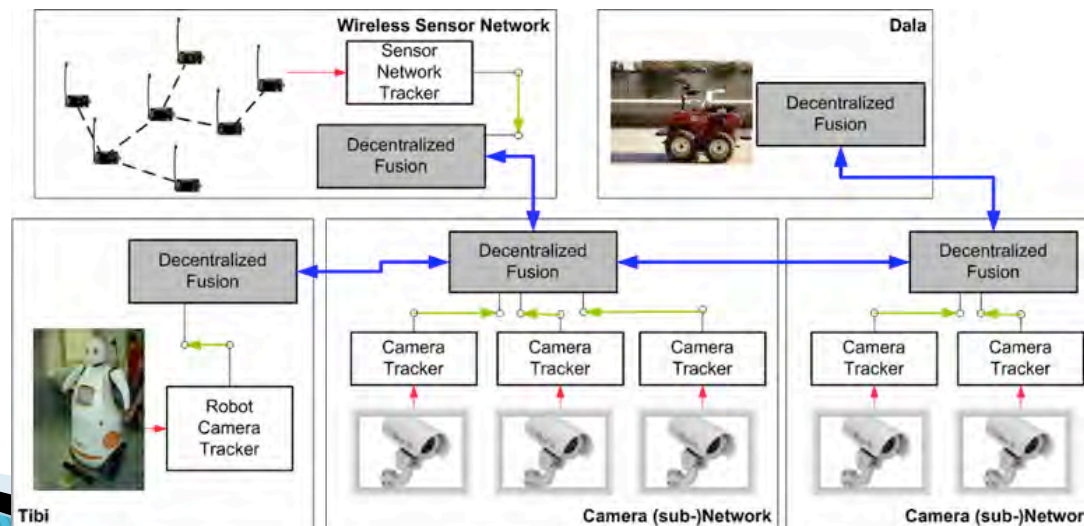 Wireless Sensor Network
Sensor
Network
Tracker
Decentralized
Fusion
Dala
Decentralized
Fusion
Decentralized
Fusion
Robot
Camera
Tracker
Tibi
Decentralized
Fusion
Camera
Tracker
Camera
Tracker
Camera
Tracker
Camera (sub-)Network
Decentralized
Fusion
Camera
Tracker
Camera
Tracker
Camera (sub-)Networ